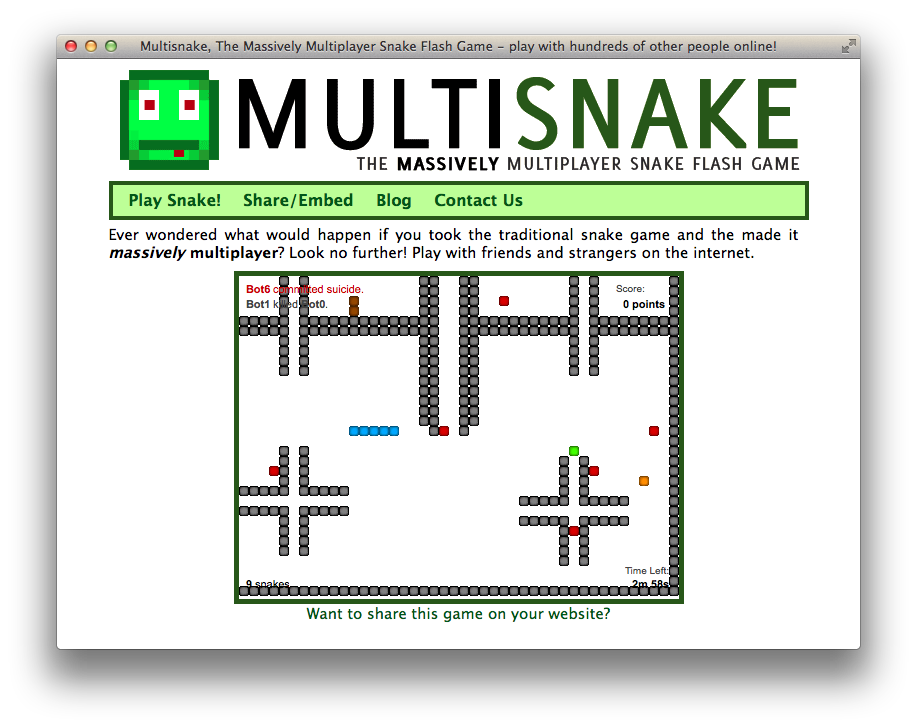 Multisnake, The Massively Multiplayer Snake Flash Game – play with hundreds of other people online!
MULTISNAKE
THE MASSIVELY MULTIPLAYER SNAKE FLASH GAME
Play Snake! Share/Embed Blog Contact Us
Ever wondered what would happen if you took the traditional snake game and the made it
massively multiplayer? Look no further! Play with friends and strangers on the internet.
Bot6 committed suicide.
Bot1 killed Bot0.
Score:
0 points
9 snakes
Time Left:
2m 58s
Want to share this game on your website?